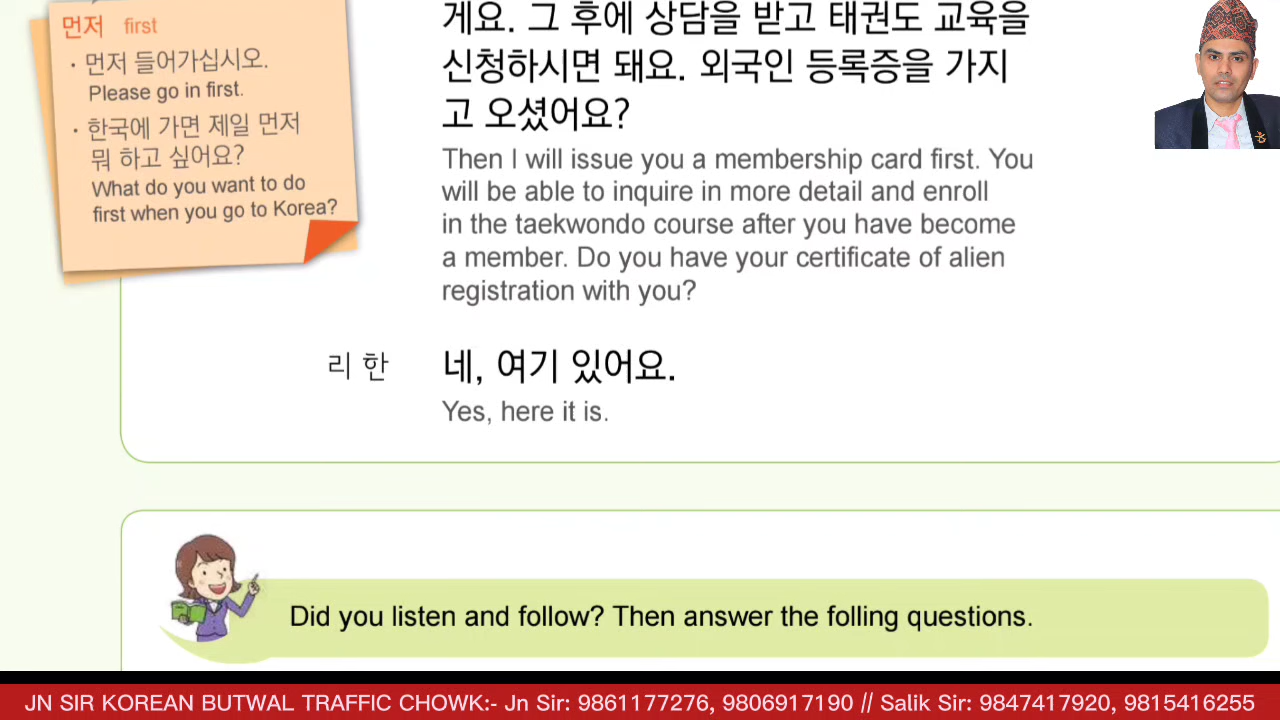 먼저 first
· 먼저 들어가십시오.
Please go in first.
· 한국에 가면 제일 먼저
뭐 하고 싶어요?
What do you want to do
first when you go to Korea?
게요. 그 후에 상담을 받고 태권도 교육을
신청하시면 돼요. 외국인 등록증을 가지
고 오셨어요?
Then I will issue you a membership card first. You
will be able to inquire in more detail and enroll
in the taekwondo course after you have become
a member. Do you have your certificate of alien
registration with you?
리 한 네, 여기 있어요.
Yes, here it is.
Did you listen and follow? Then answer the folling questions.
JN SIR KOREAN BUTWAL TRAFFIC CHOWK:- Jn Sir: 9861177276, 9806917190 // Salik Sir: 9847417920, 9815416255